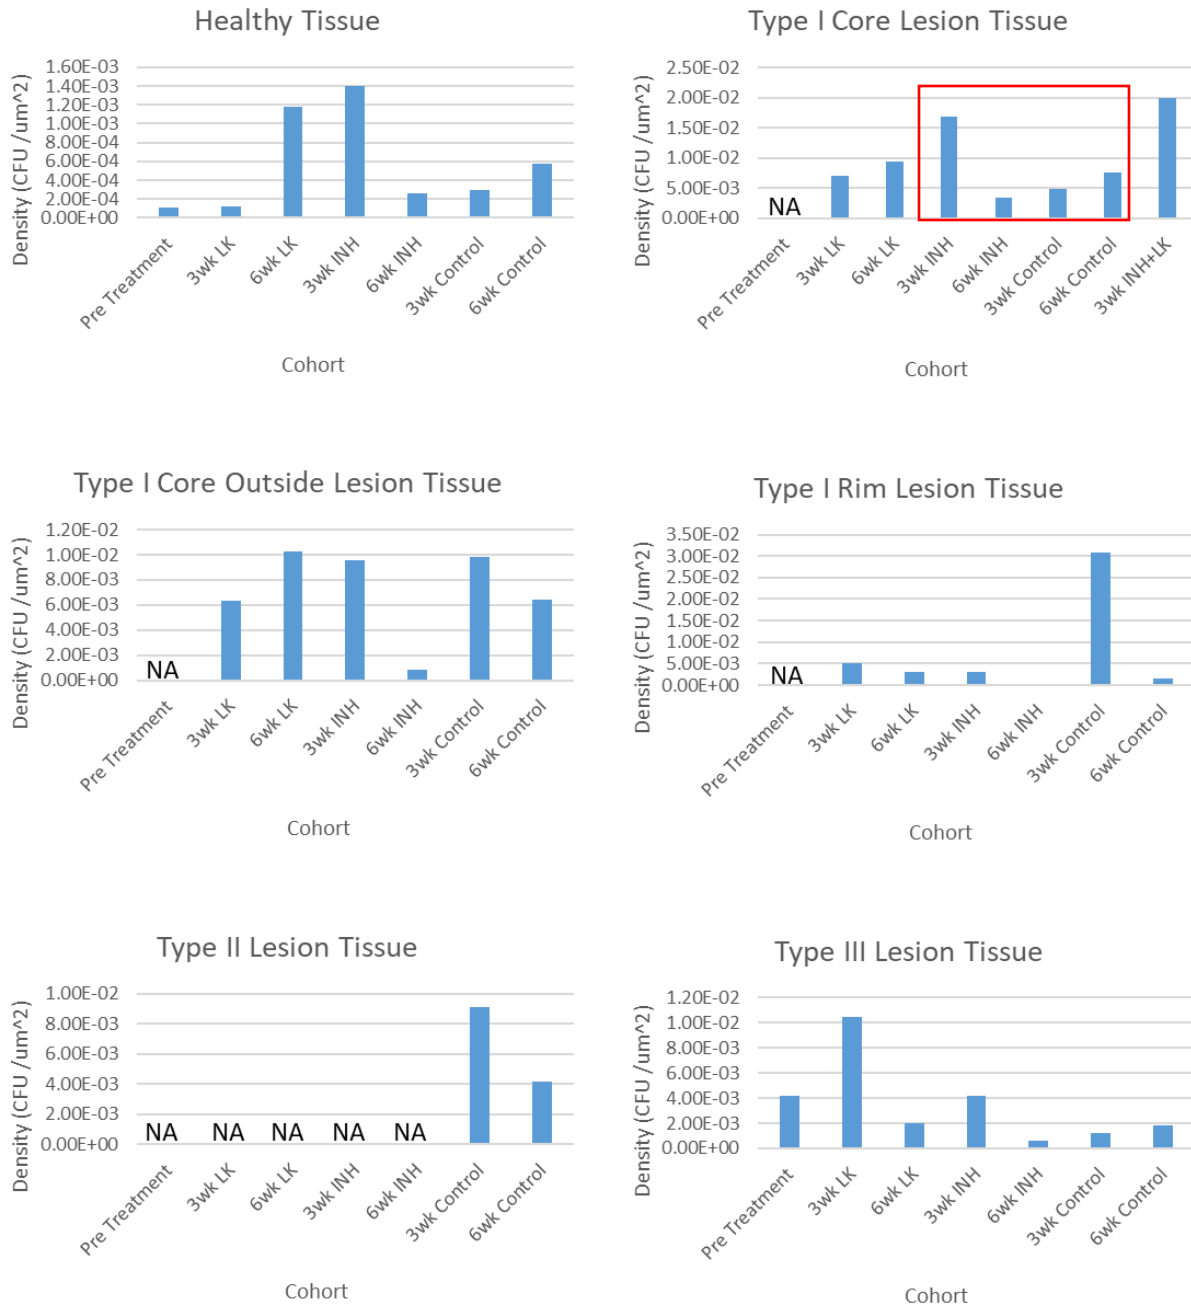 Healthy Tissue
Density (CFU /um^2)
1.60E-03
1.40E-03
1.20E-03
1.00E-03
8.00E-04
6.00E-04
4.00E-04
2.00E-04
0.00E+00
Pre Treatment
3wk LK
6wk LK
3wk INH
6wk INH
3wk Control
6wk Control
Cohort
Type I Core Lesion Tissue
Density (CFU /um^2)
2.50E-02
2.00E-02
1.50E-02
1.00E-02
5.00E-03
0.00E+00
NA
Pre Treatment
3wk LK
6wk LK
3wk INH
6wk INH
3wk Control
6wk Control
3wk INH+LK
Cohort
Type I Core Outside Lesion Tissue
Density (CFU /um^2)
1.20E-02
1.00E-02
8.00E-03
6.00E-03
4.00E-03
2.00E-03
0.00E+00
NA
Pre Treatment
3wk LK
6wk LK
3wk INH
6wk INH
3wk Control
6wk Control
Cohort
Type I Rim Lesion Tissue
Density (CFU /um^2)
3.50E-02
3.00E-02
2.50E-02
2.00E-02
1.50E-02
1.00E-02
5.00E-03
0.00E+00
NA
Pre Treatment
3wk LK
6wk LK
3wk INH
6wk INH
3wk Control
6wk Control
Cohort
Type II Lesion Tissue
Density (CFU /um^2)
1.00E-02
8.00E-03
6.00E-03
4.00E-03
2.00E-03
0.00E+00
NA NA NA NA NA
Pre Treatment
3wk LK
6wk LK
3wk INH
6wk INH
3wk Control
6wk Control
Cohort
Type III Lesion Tissue
Density (CFU /um^2)
1.20E-02
1.00E-02
8.00E-03
6.00E-03
4.00E-03
2.00E-03
0.00E+00
Pre Treatment
3wk LK
6wk LK
3wk INH
6wk INH
3wk Control
6wk Control
Cohort